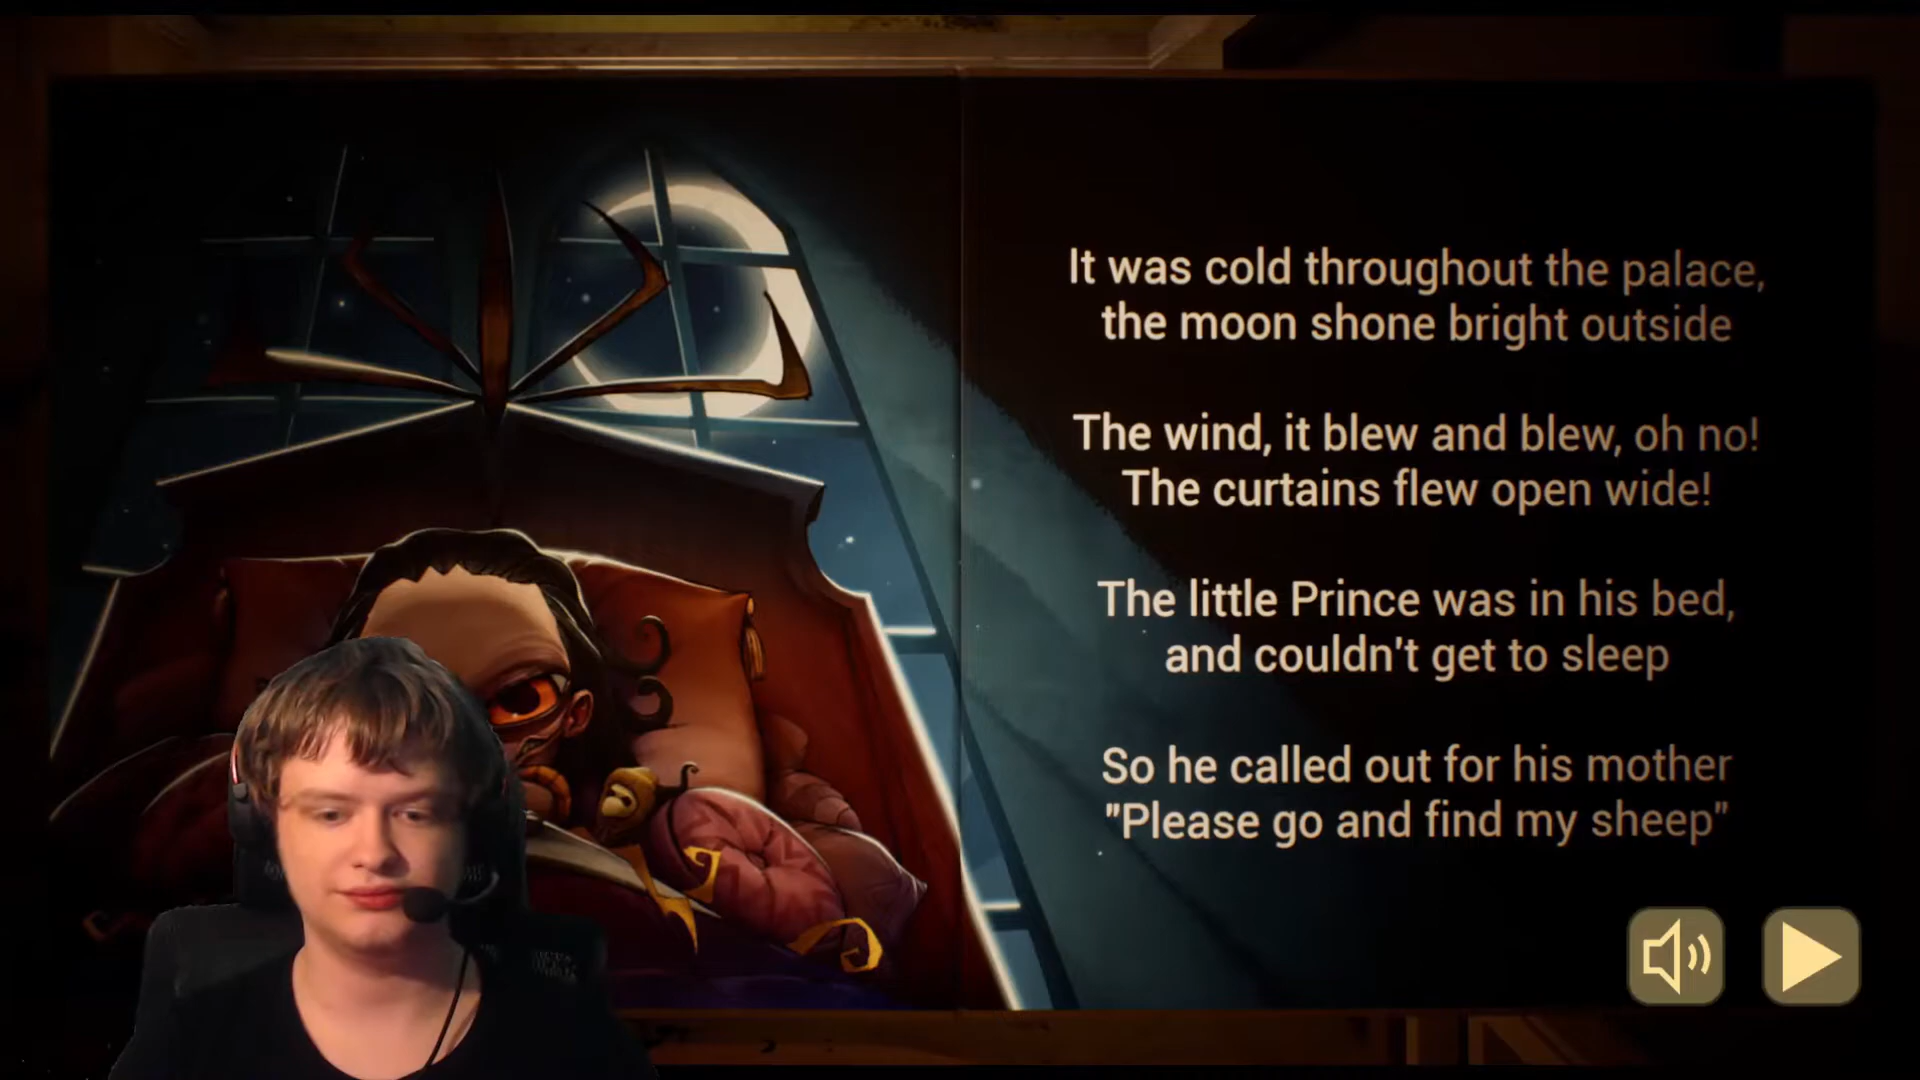 It was cold throughout the palace,
the moon shone bright outside
The wind, it blew and blew, oh no!
The curtains flew open wide!
The little Prince was in his bed,
and couldn't get to sleep
So he called out for his mother
"Please go and find my sheep"